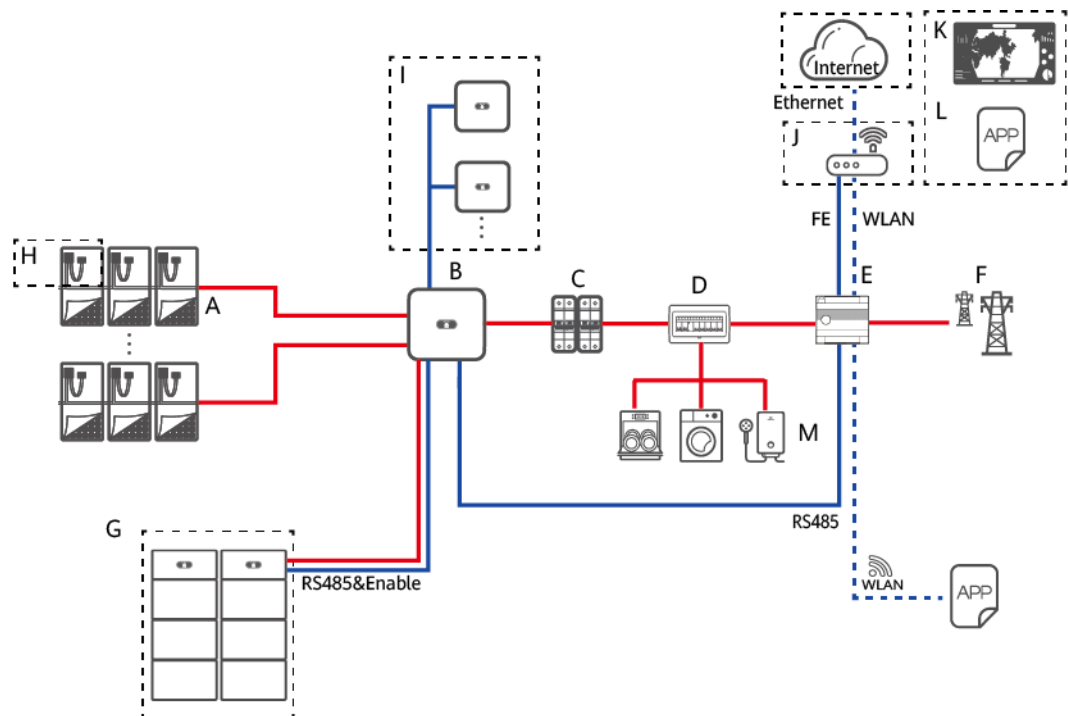 I
Internet
K
Ethernet
L
APP
J
FE
WLAN
H
A
B
C
D
E
F
M
G
RS485&Enable
RS485
WLAN
APP